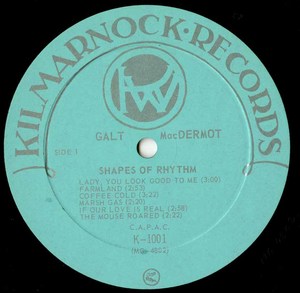 KILMARNOCK · RECORDS
GALT MacDERMOT
SIDE 1
SHAPES OF RHYTHM
LADY, YOU LOOK GOOD TO ME (3:00)
FARMLAND (2:03)
COFFEE COLD (3:22)
MARSH GAS (2:20)
IF OUR LOVE IS REAL (2:58)
THE MOUSE ROARED (2:22)
C.A.P.A.C.
K-1001